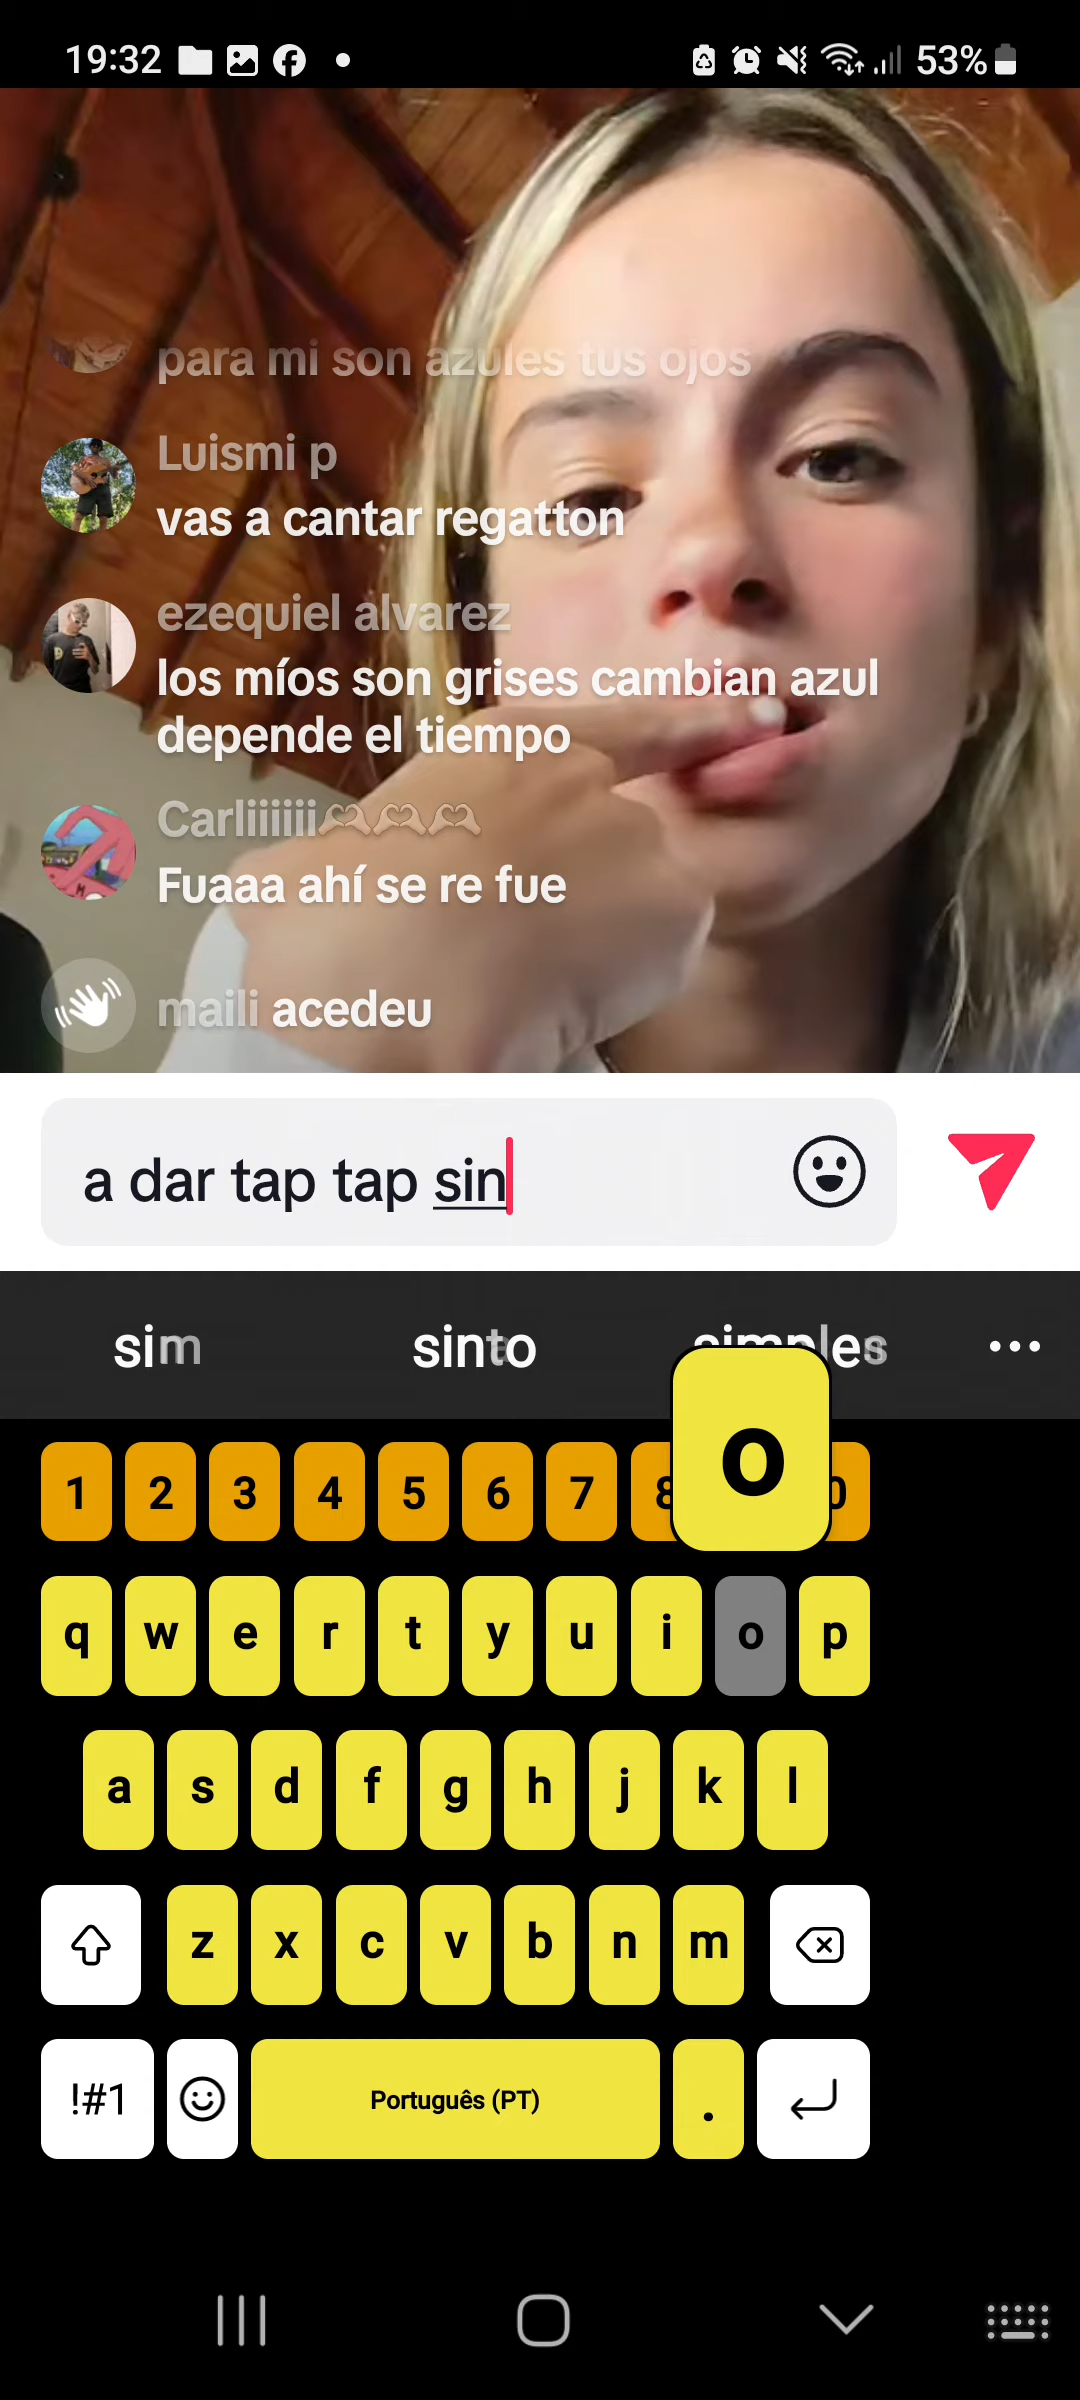 19:32
53%
para mi son azules tus ojos
Luismi p
vas a cantar regatton
ezequiel alvarez
los míos son grises cambian azul
depende el tiempo
Carliiiiii🫶🫶🫶
Fuaaa ahí se re fue
maili acedeu
a dar tap tap sin
sim sinto simples
o
1 2 3 4 5 6 7 8 0
q w e r t y u i o p
a s d f g h j k l
z x c v b n m
!#1 Português (PT) .